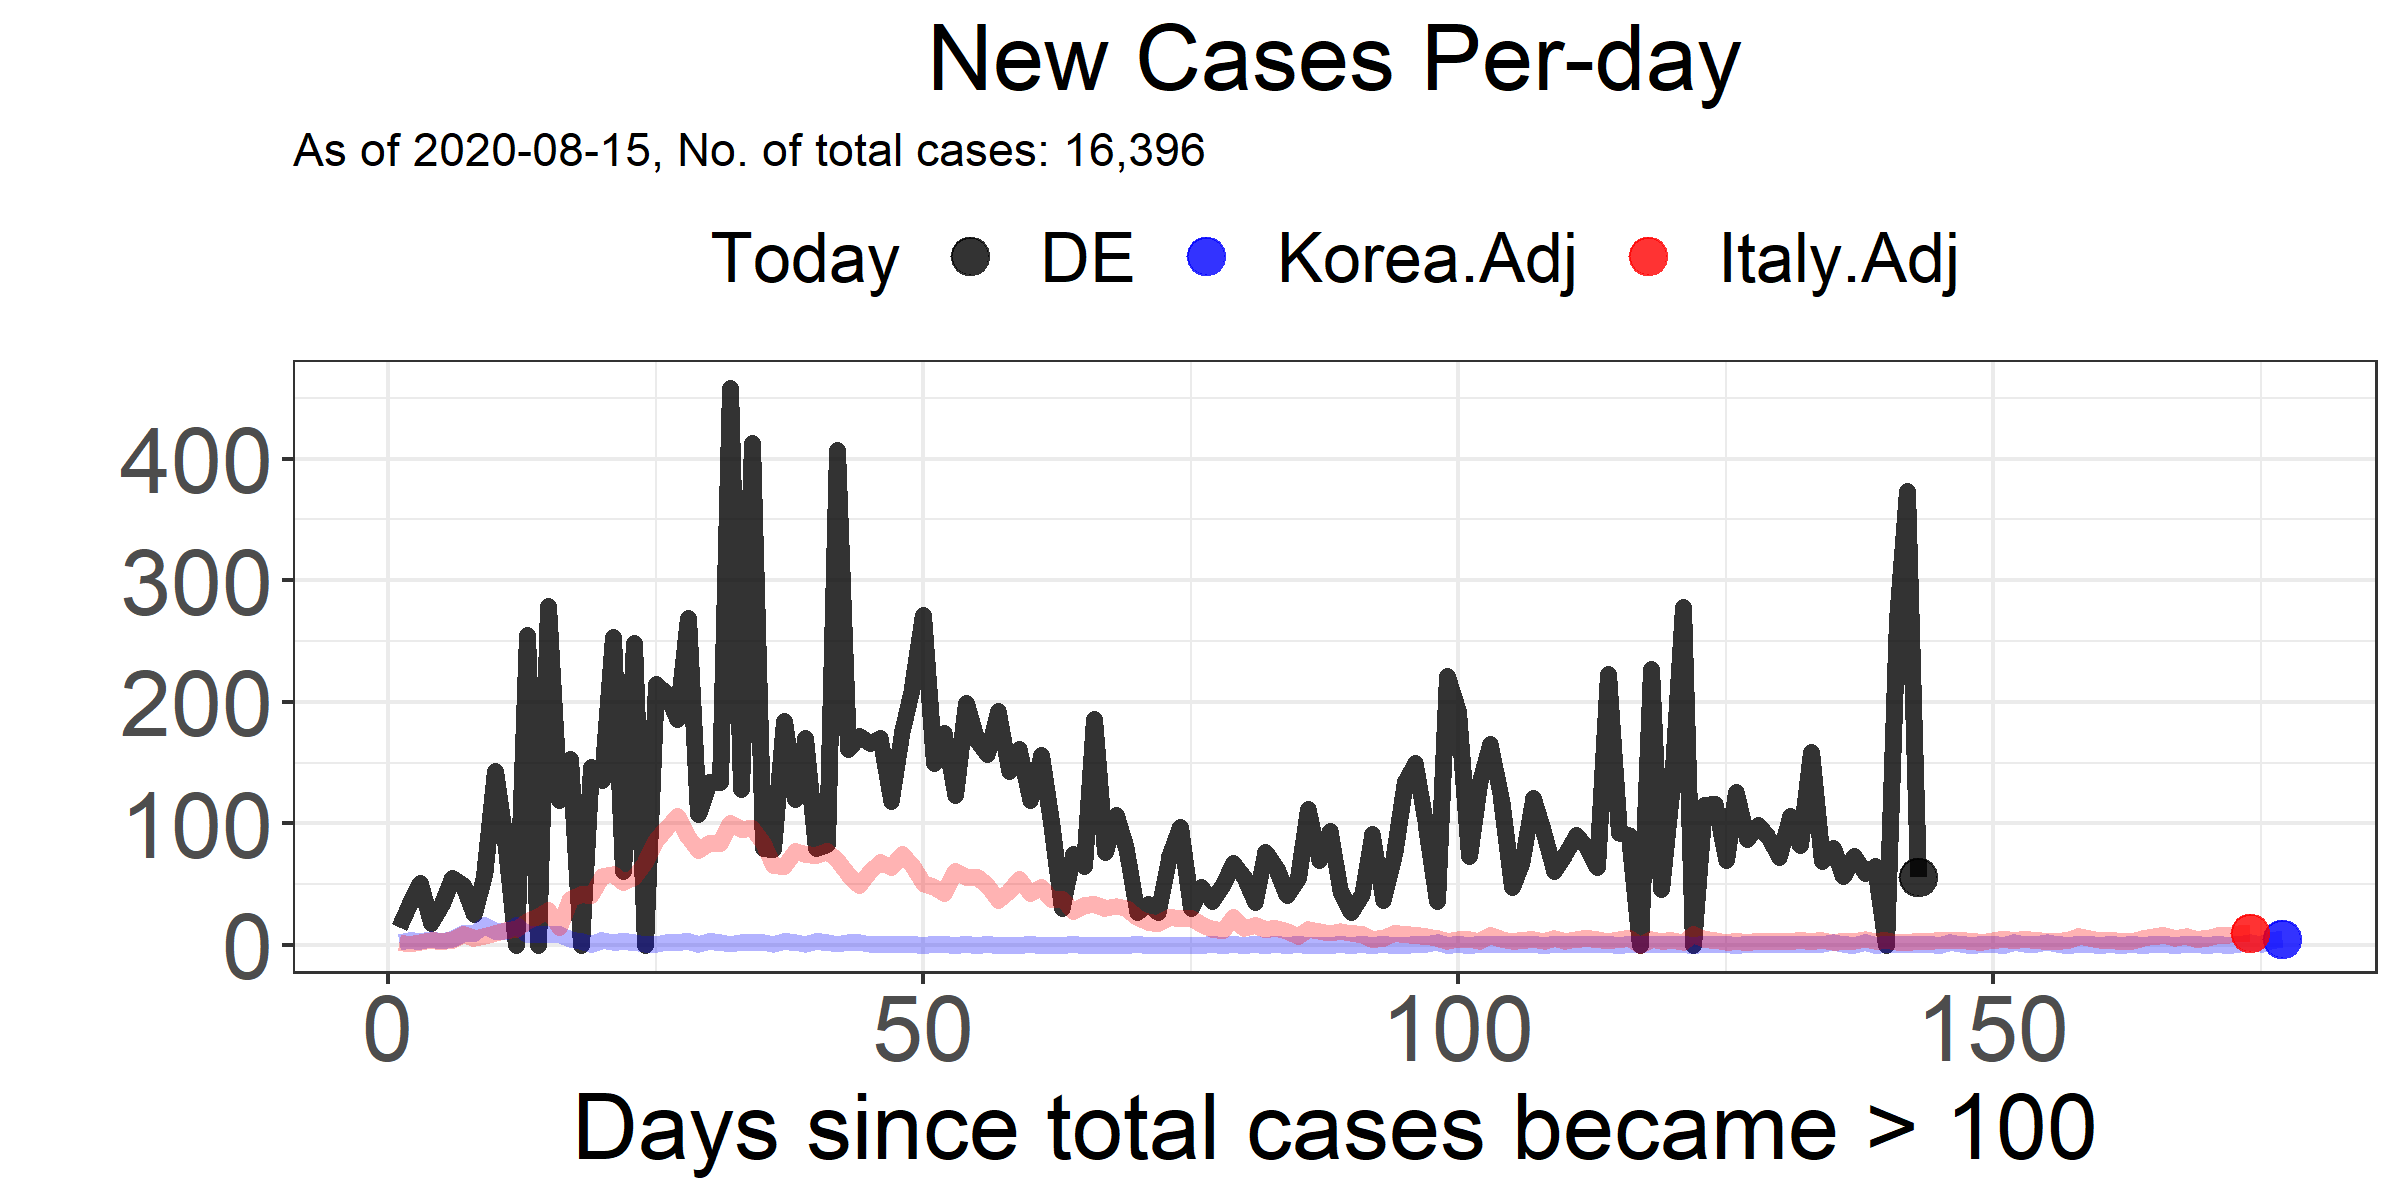 New Cases Per-day
As of 2020-08-15, No. of total cases: 16,396
Today DE Korea.Adj Italy.Adj
400
300
200
100
0
0 50 100 150
Days since total cases became > 100